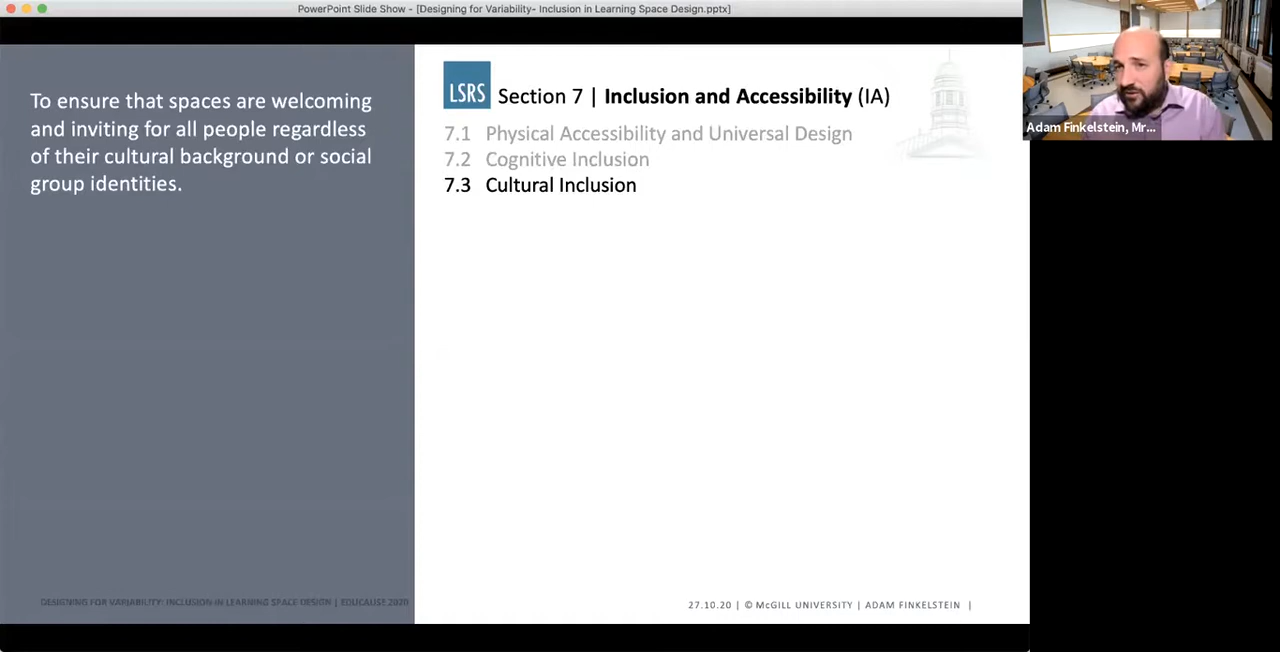 PowerPoint Slide Show - [Designing for Variability- Inclusion in Learning Space Design.pptx]
To ensure that spaces are welcoming
and inviting for all people regardless
of their cultural background or social
group identities.
LSRS Section 7 | Inclusion and Accessibility (IA)
7.1 Physical Accessibility and Universal Design
7.2 Cognitive Inclusion
7.3 Cultural Inclusion
Adam Finkelstein, Mr...
DESIGNING FOR VARIABILITY: INCLUSION IN LEARNING SPACE DESIGN | EDUCAUSE 2020
27.10.20 | © McGILL UNIVERSITY | ADAM FINKELSTEIN |